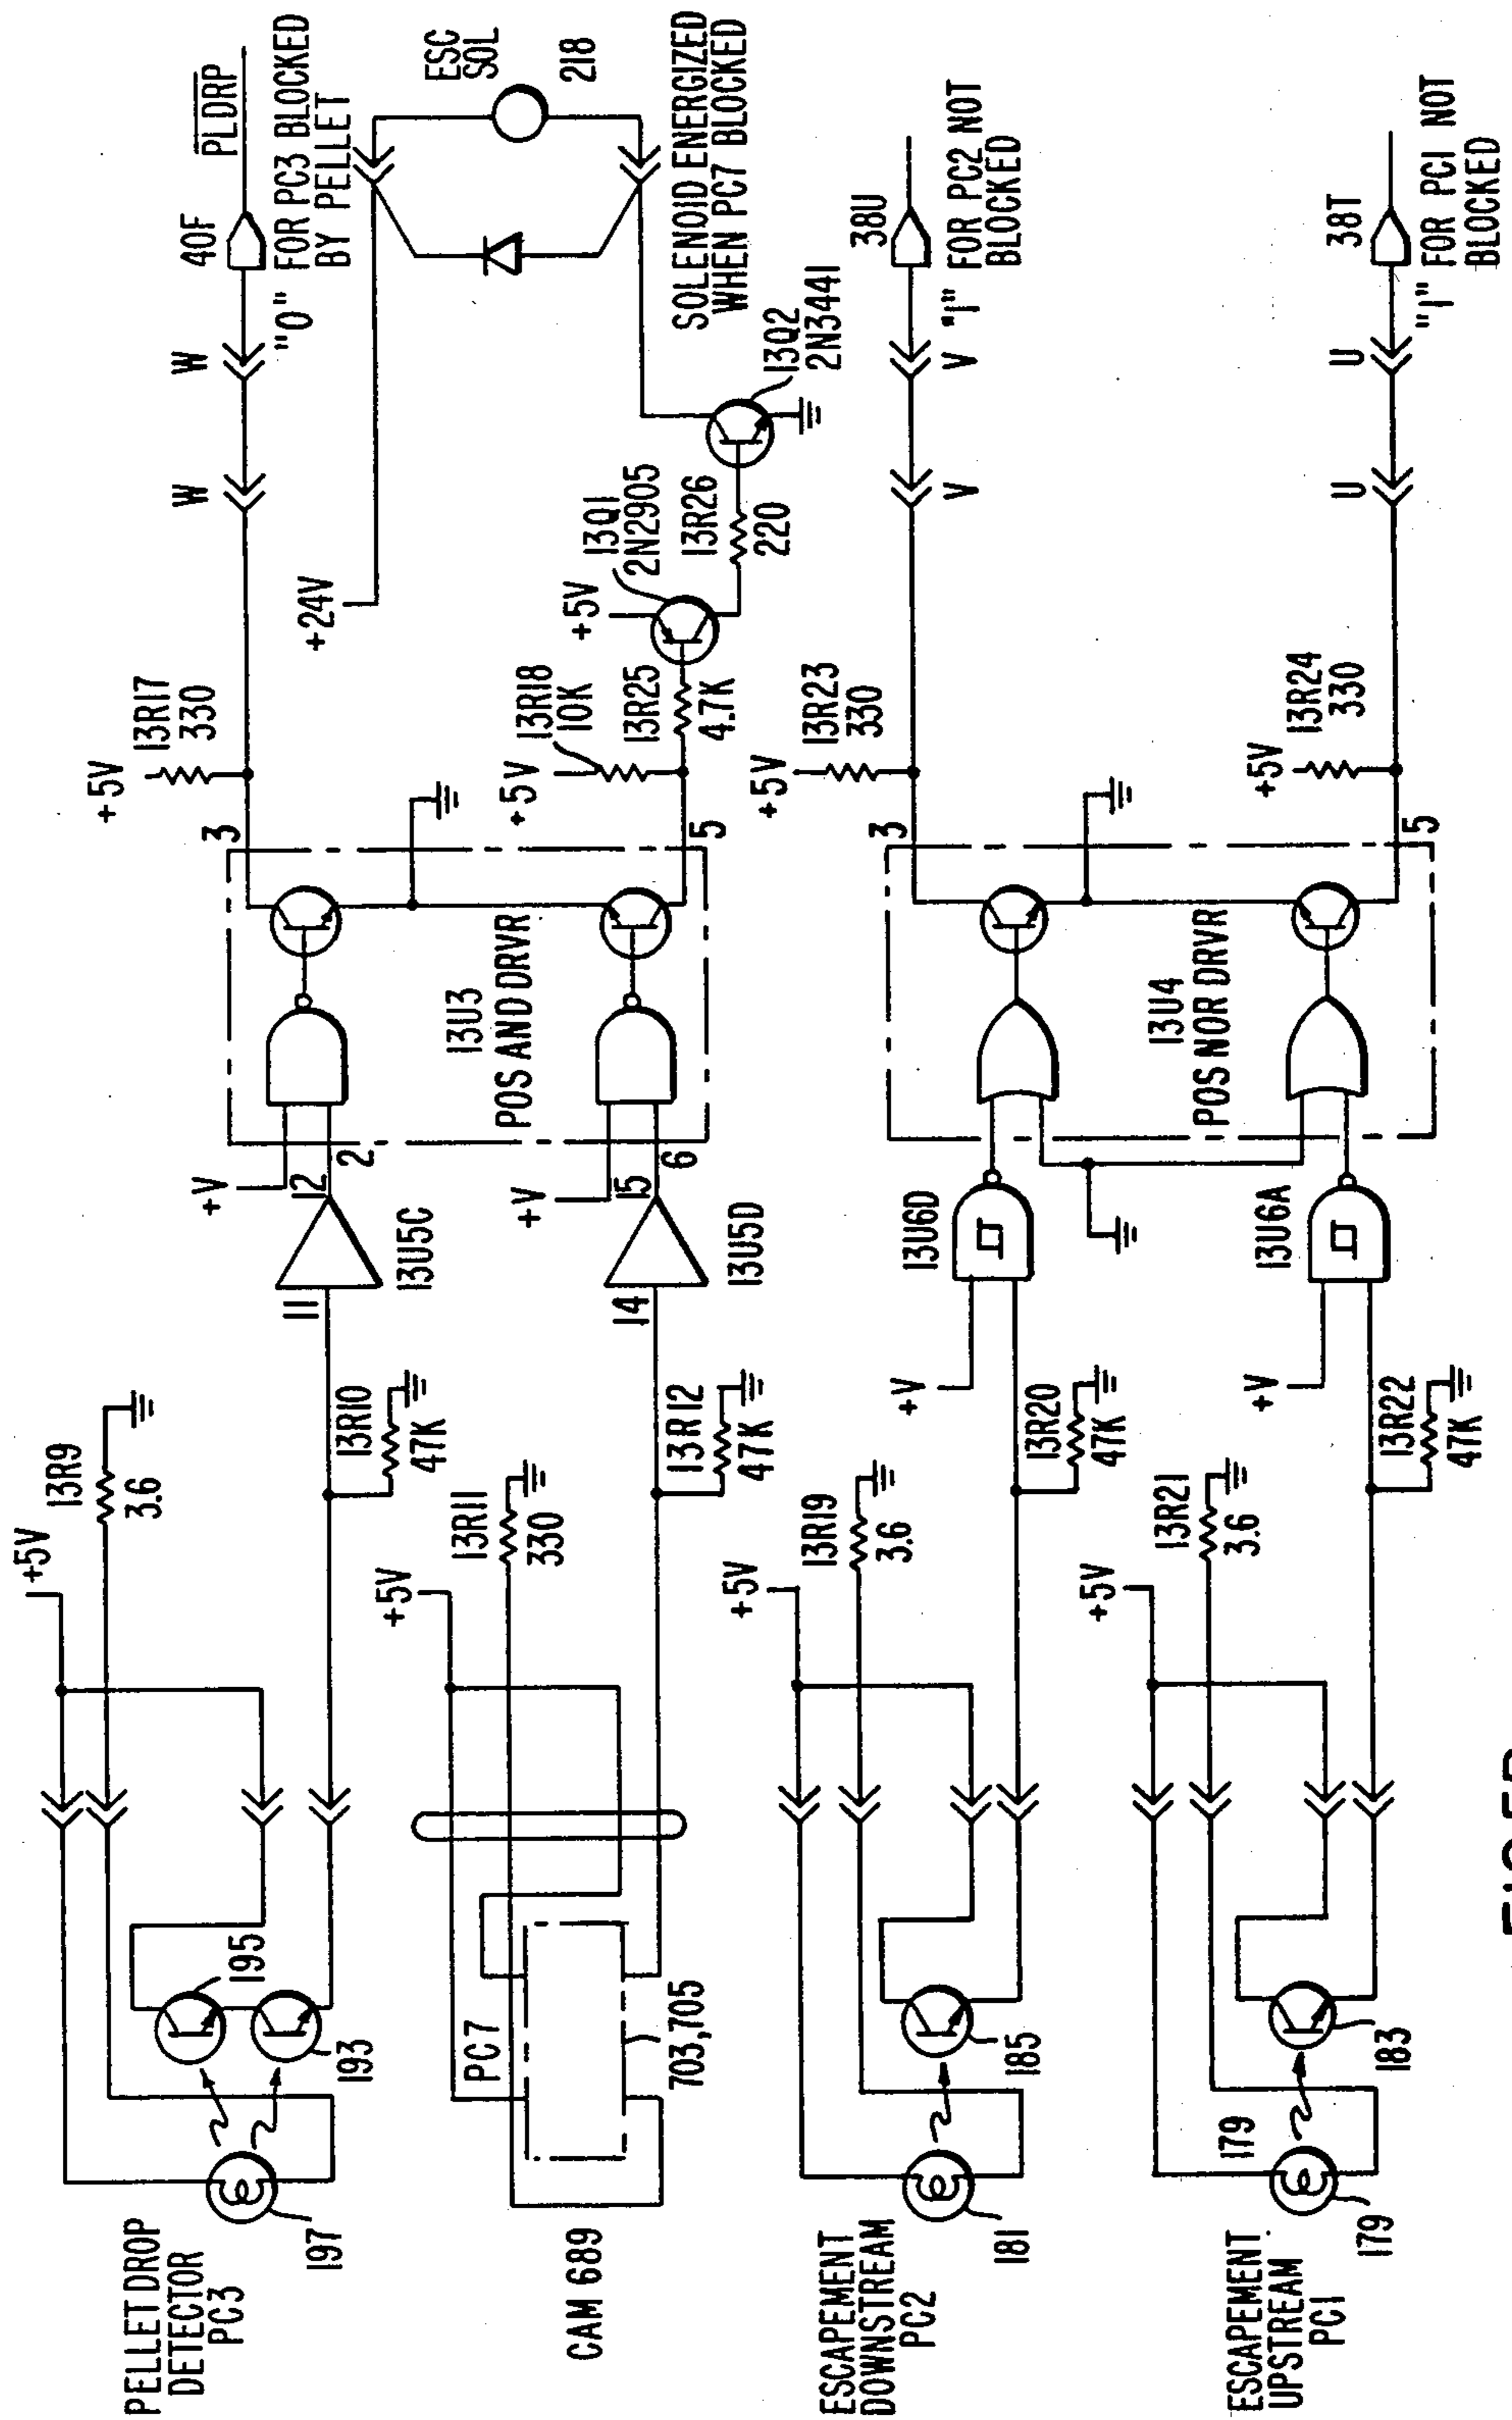 PELLET DROP
DETECTOR
PC3
197
195
193
+5V
13R9
3.6
13R10
47K
11
13U5C
12
+V
2
13U3
POS AND DRVR
3
+5V
13R17
330
W
W
40F
PLDRP
"0" FOR PC3 BLOCKED
BY PELLET
+24V
ESC
SOL
218
SOLENOID ENERGIZED
WHEN PC7 BLOCKED
CAM 689
PC7
703,705
+5V
13R11
330
13R12
47K
14
13U5D
15
+V
6
5
+5V
13R18
10K
13R25
4.7K
+5V
13Q1
2N2905
13R26
220
13Q2
2N3441
ESCAPEMENT
DOWNSTREAM
PC2
181
185
+5V
13R19
3.6
13R20
47K
+V
13U6D
13U4
POS NOR DRVR
3
+5V
13R23
330
V
V
38U
"1" FOR PC2 NOT
BLOCKED
ESCAPEMENT
UPSTREAM
PC1
179
179
183
+5V
13R21
3.6
13R22
47K
+V
13U6A
5
+5V
13R24
330
U
U
38T
"1" FOR PC1 NOT
BLOCKED